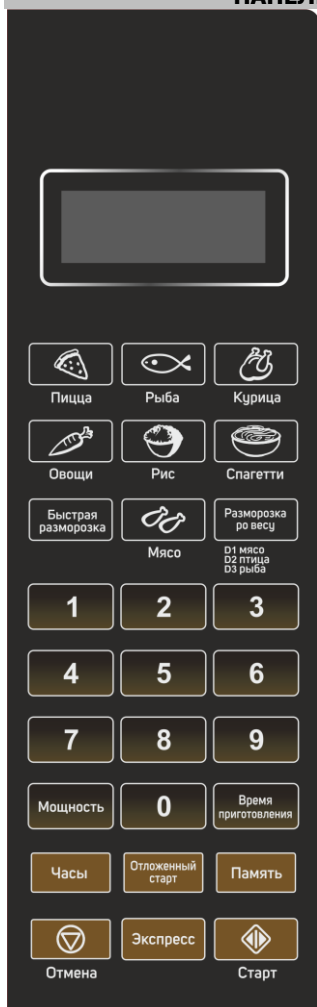 Пицца Рыба Курица
Овощи Рис Спагетти
Быстрая
разморозка
Мясо
Разморозка
по весу
D1 мясо
D2 птица
D3 рыба
1 2 3
4 5 6
7 8 9
Мощность 0 Время
приготовления
Часы Отложенный
старт Память
Отмена Экспресс Старт